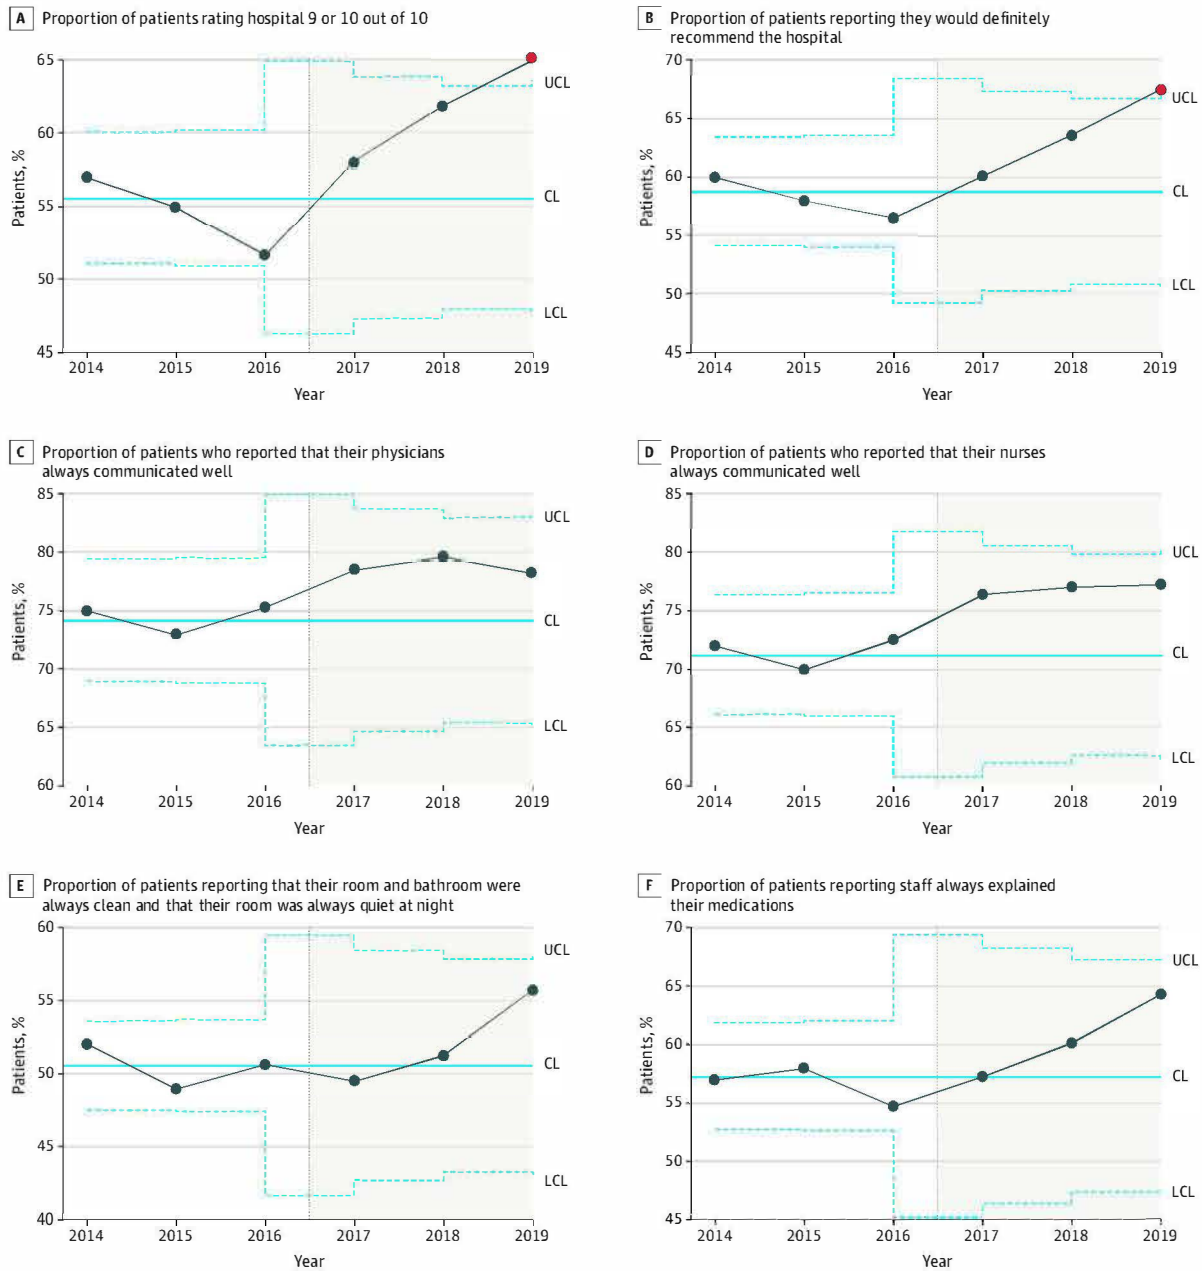 A Proportion of patients rating hospital 9 or 10 out of 10
65
60
55
50
45
Patients, %
UCL
CL
LCL
2014 2015 2016 2017 2018 2019
Year
B Proportion of patients reporting they would definitely
recommend the hospital
70
65
60
55
50
45
Patients, %
UCL
CL
LCL
2014 2015 2016 2017 2018 2019
Year
C Proportion of patients who reported that their physicians
always communicated well
85
80
75
70
65
60
Patients, %
UCL
CL
LCL
2014 2015 2016 2017 2018 2019
Year
D Proportion of patients who reported that their nurses
always communicated well
85
80
75
70
65
60
Patients, %
UCL
CL
LCL
2014 2015 2016 2017 2018 2019
Year
E Proportion of patients reporting that their room and bathroom were
always clean and that their room was always quiet at night
60
55
50
45
40
Patients, %
UCL
CL
LCL
2014 2015 2016 2017 2018 2019
Year
F Proportion of patients reporting staff always explained
their medications
70
65
60
55
50
45
Patients, %
UCL
CL
LCL
2014 2015 2016 2017 2018 2019
Year